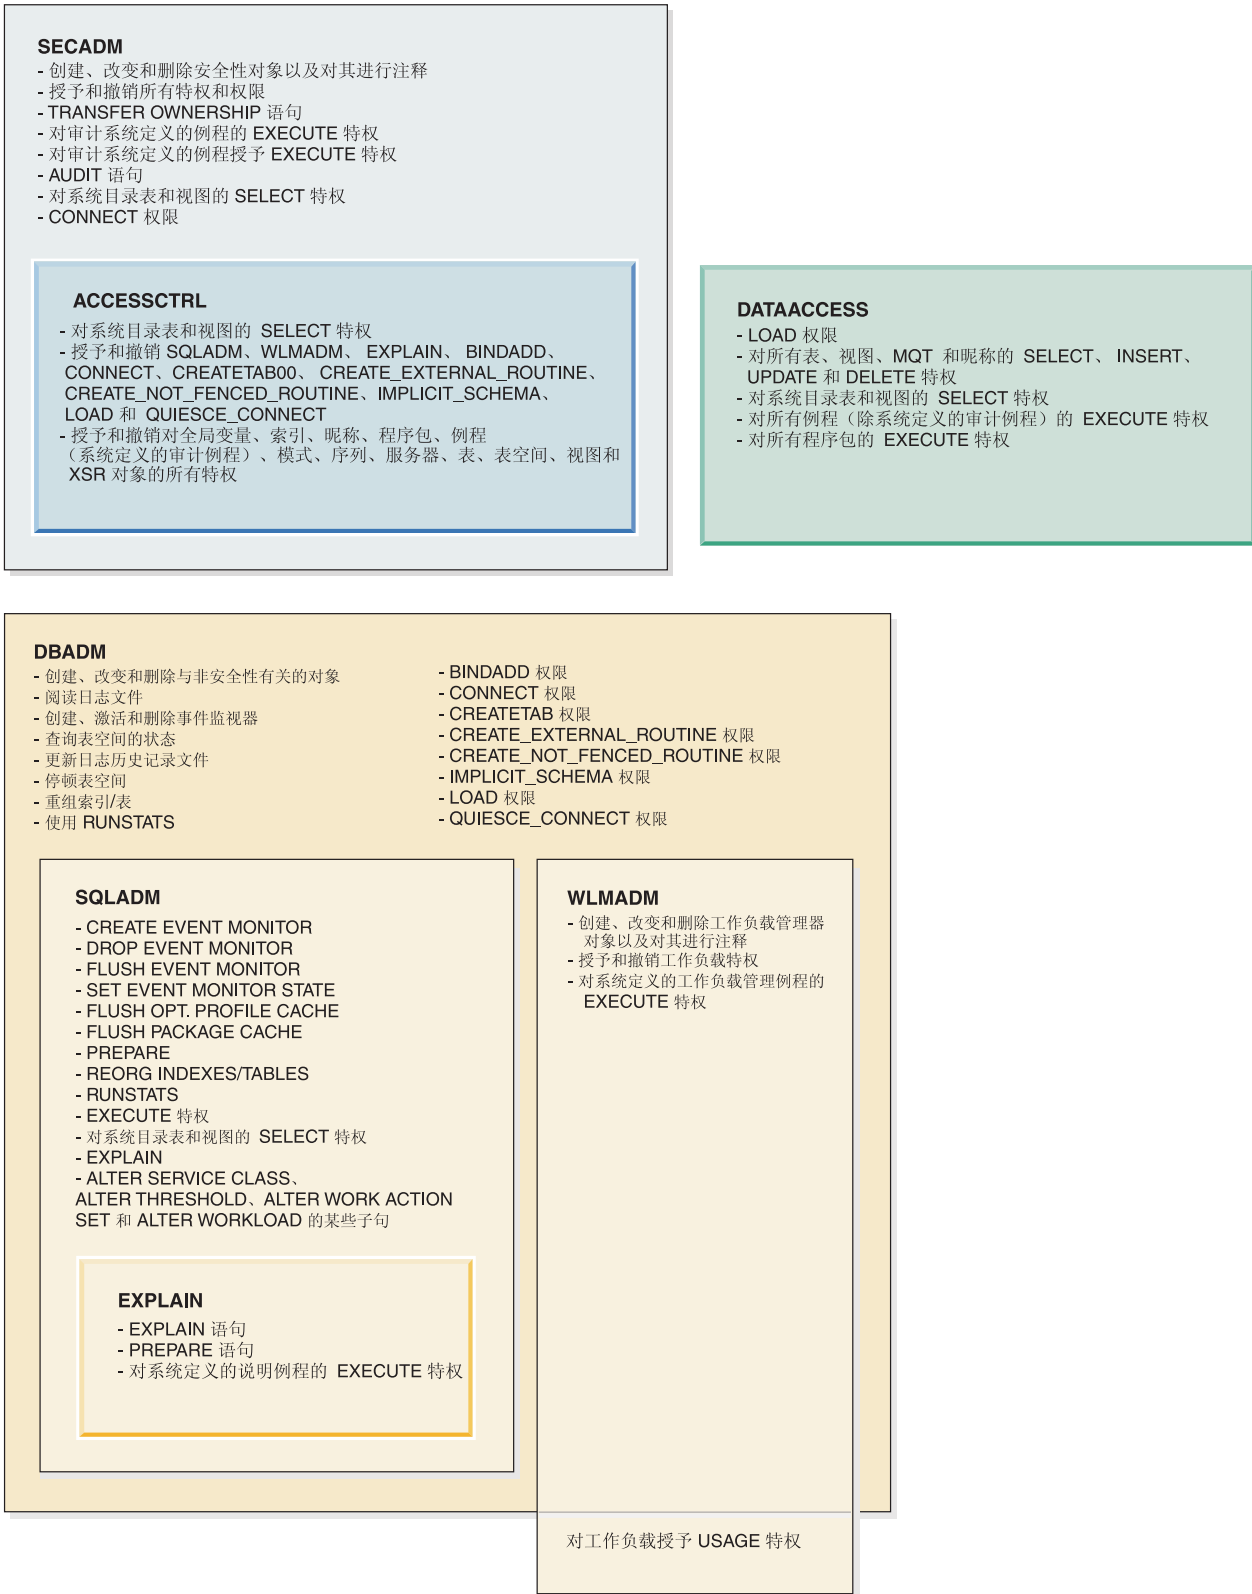 SECADM
- 创建、改变和删除安全性对象以及对其进行注释
- 授予和撤销所有特权和权限
- TRANSFER OWNERSHIP 语句
- 对审计系统定义的例程的 EXECUTE 特权
- 对审计系统定义的例程授予 EXECUTE 特权
- AUDIT 语句
- 对系统目录表和视图的 SELECT 特权
- CONNECT 权限
ACCESSCTRL
- 对系统目录表和视图的 SELECT 特权
- 授予和撤销 SQLADM、WLMADM、 EXPLAIN、 BINDADD、
CONNECT、CREATETAB00、 CREATE_EXTERNAL_ROUTINE、
CREATE_NOT_FENCED_ROUTINE、IMPLICIT_SCHEMA、
LOAD 和 QUIESCE_CONNECT
- 授予和撤销对全局变量、索引、昵称、程序包、例程
（系统定义的审计例程）、模式、序列、服务器、表、表空间、视图和
XSR 对象的所有特权
DATAACCESS
- LOAD 权限
- 对所有表、视图、MQT 和昵称的 SELECT、 INSERT、
UPDATE 和 DELETE 特权
- 对系统目录表和视图的 SELECT 特权
- 对所有例程（除系统定义的审计例程）的 EXECUTE 特权
- 对所有程序包的 EXECUTE 特权
DBADM
- 创建、改变和删除与非安全性有关的对象
- 阅读日志文件
- 创建、激活和删除事件监视器
- 查询表空间的状态
- 更新日志历史记录文件
- 停顿表空间
- 重组索引/表
- 使用 RUNSTATS
- BINDADD 权限
- CONNECT 权限
- CREATETAB 权限
- CREATE_EXTERNAL_ROUTINE 权限
- CREATE_NOT_FENCED_ROUTINE 权限
- IMPLICIT_SCHEMA 权限
- LOAD 权限
- QUIESCE_CONNECT 权限
SQLADM
- CREATE EVENT MONITOR
- DROP EVENT MONITOR
- FLUSH EVENT MONITOR
- SET EVENT MONITOR STATE
- FLUSH OPT. PROFILE CACHE
- FLUSH PACKAGE CACHE
- PREPARE
- REORG INDEXES/TABLES
- RUNSTATS
- EXECUTE 特权
- 对系统目录表和视图的 SELECT 特权
- EXPLAIN
- ALTER SERVICE CLASS、
ALTER THRESHOLD、ALTER WORK ACTION
SET 和 ALTER WORKLOAD 的某些子句
EXPLAIN
- EXPLAIN 语句
- PREPARE 语句
- 对系统定义的说明例程的 EXECUTE 特权
WLMADM
- 创建、改变和删除工作负载管理器
对象以及对其进行注释
- 授予和撤销工作负载特权
- 对系统定义的工作负载管理例程的
EXECUTE 特权
对工作负载授予 USAGE 特权